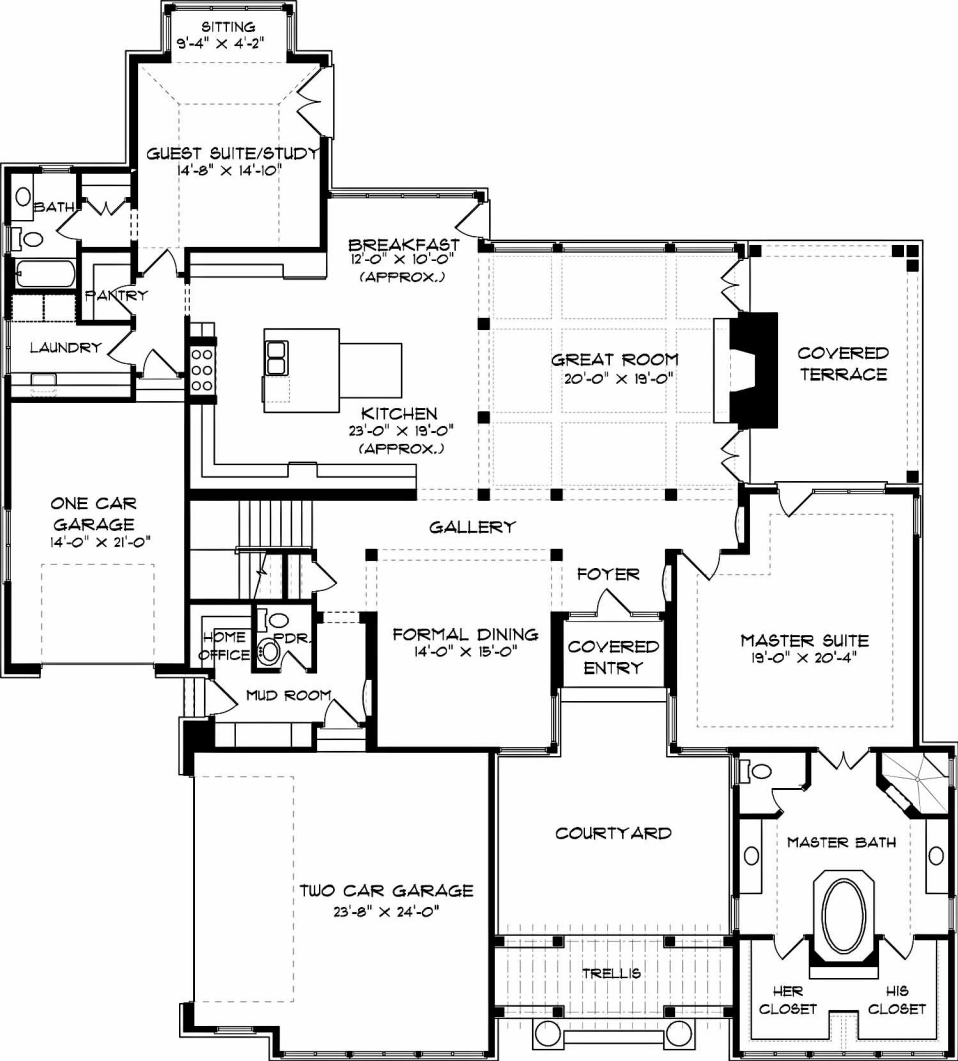 SITTING
9'-4" X 4'-2"
GUEST SUITE/STUDY
14'-8" X 14'-10"
BATH
PANTRY
LAUNDRY
BREAKFAST
12'-0" X 10'-0"
(APPROX.)
GREAT ROOM
20'-0" X 19'-0"
COVERED
TERRACE
KITCHEN
23'-0" X 19'-0"
(APPROX.)
ONE CAR
GARAGE
14'-0" X 21'-0"
GALLERY
FOYER
HOME
OFFICE
PDR.
FORMAL DINING
14'-0" X 15'-0"
COVERED
ENTRY
MASTER SUITE
19'-0" X 20'-4"
MUD ROOM
COURTYARD
MASTER BATH
TWO CAR GARAGE
23'-8" X 24'-0"
TRELLIS
HER
CLOSET
HIS
CLOSET